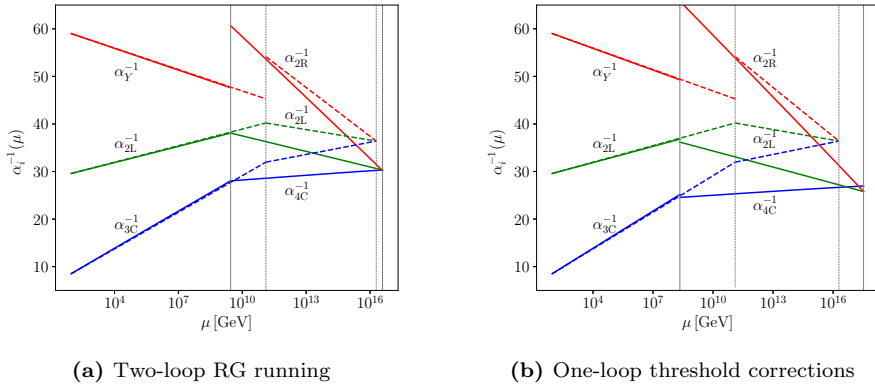 60
50
40
30
20
10
α_i^{-1}(μ)
α_Y^{-1}
α_{2R}^{-1}
α_{2L}^{-1}
α_{2L}^{-1}
α_{3C}^{-1}
α_{4C}^{-1}
10^4 10^7 10^{10} 10^{13} 10^{16}
μ [GeV]
(a) Two-loop RG running
60
50
40
30
20
10
α_i^{-1}(μ)
α_Y^{-1}
α_{2R}^{-1}
α_{2L}^{-1}
α_{2L}^{-1}
α_{3C}^{-1}
α_{4C}^{-1}
10^4 10^7 10^{10} 10^{13} 10^{16}
μ [GeV]
(b) One-loop threshold corrections